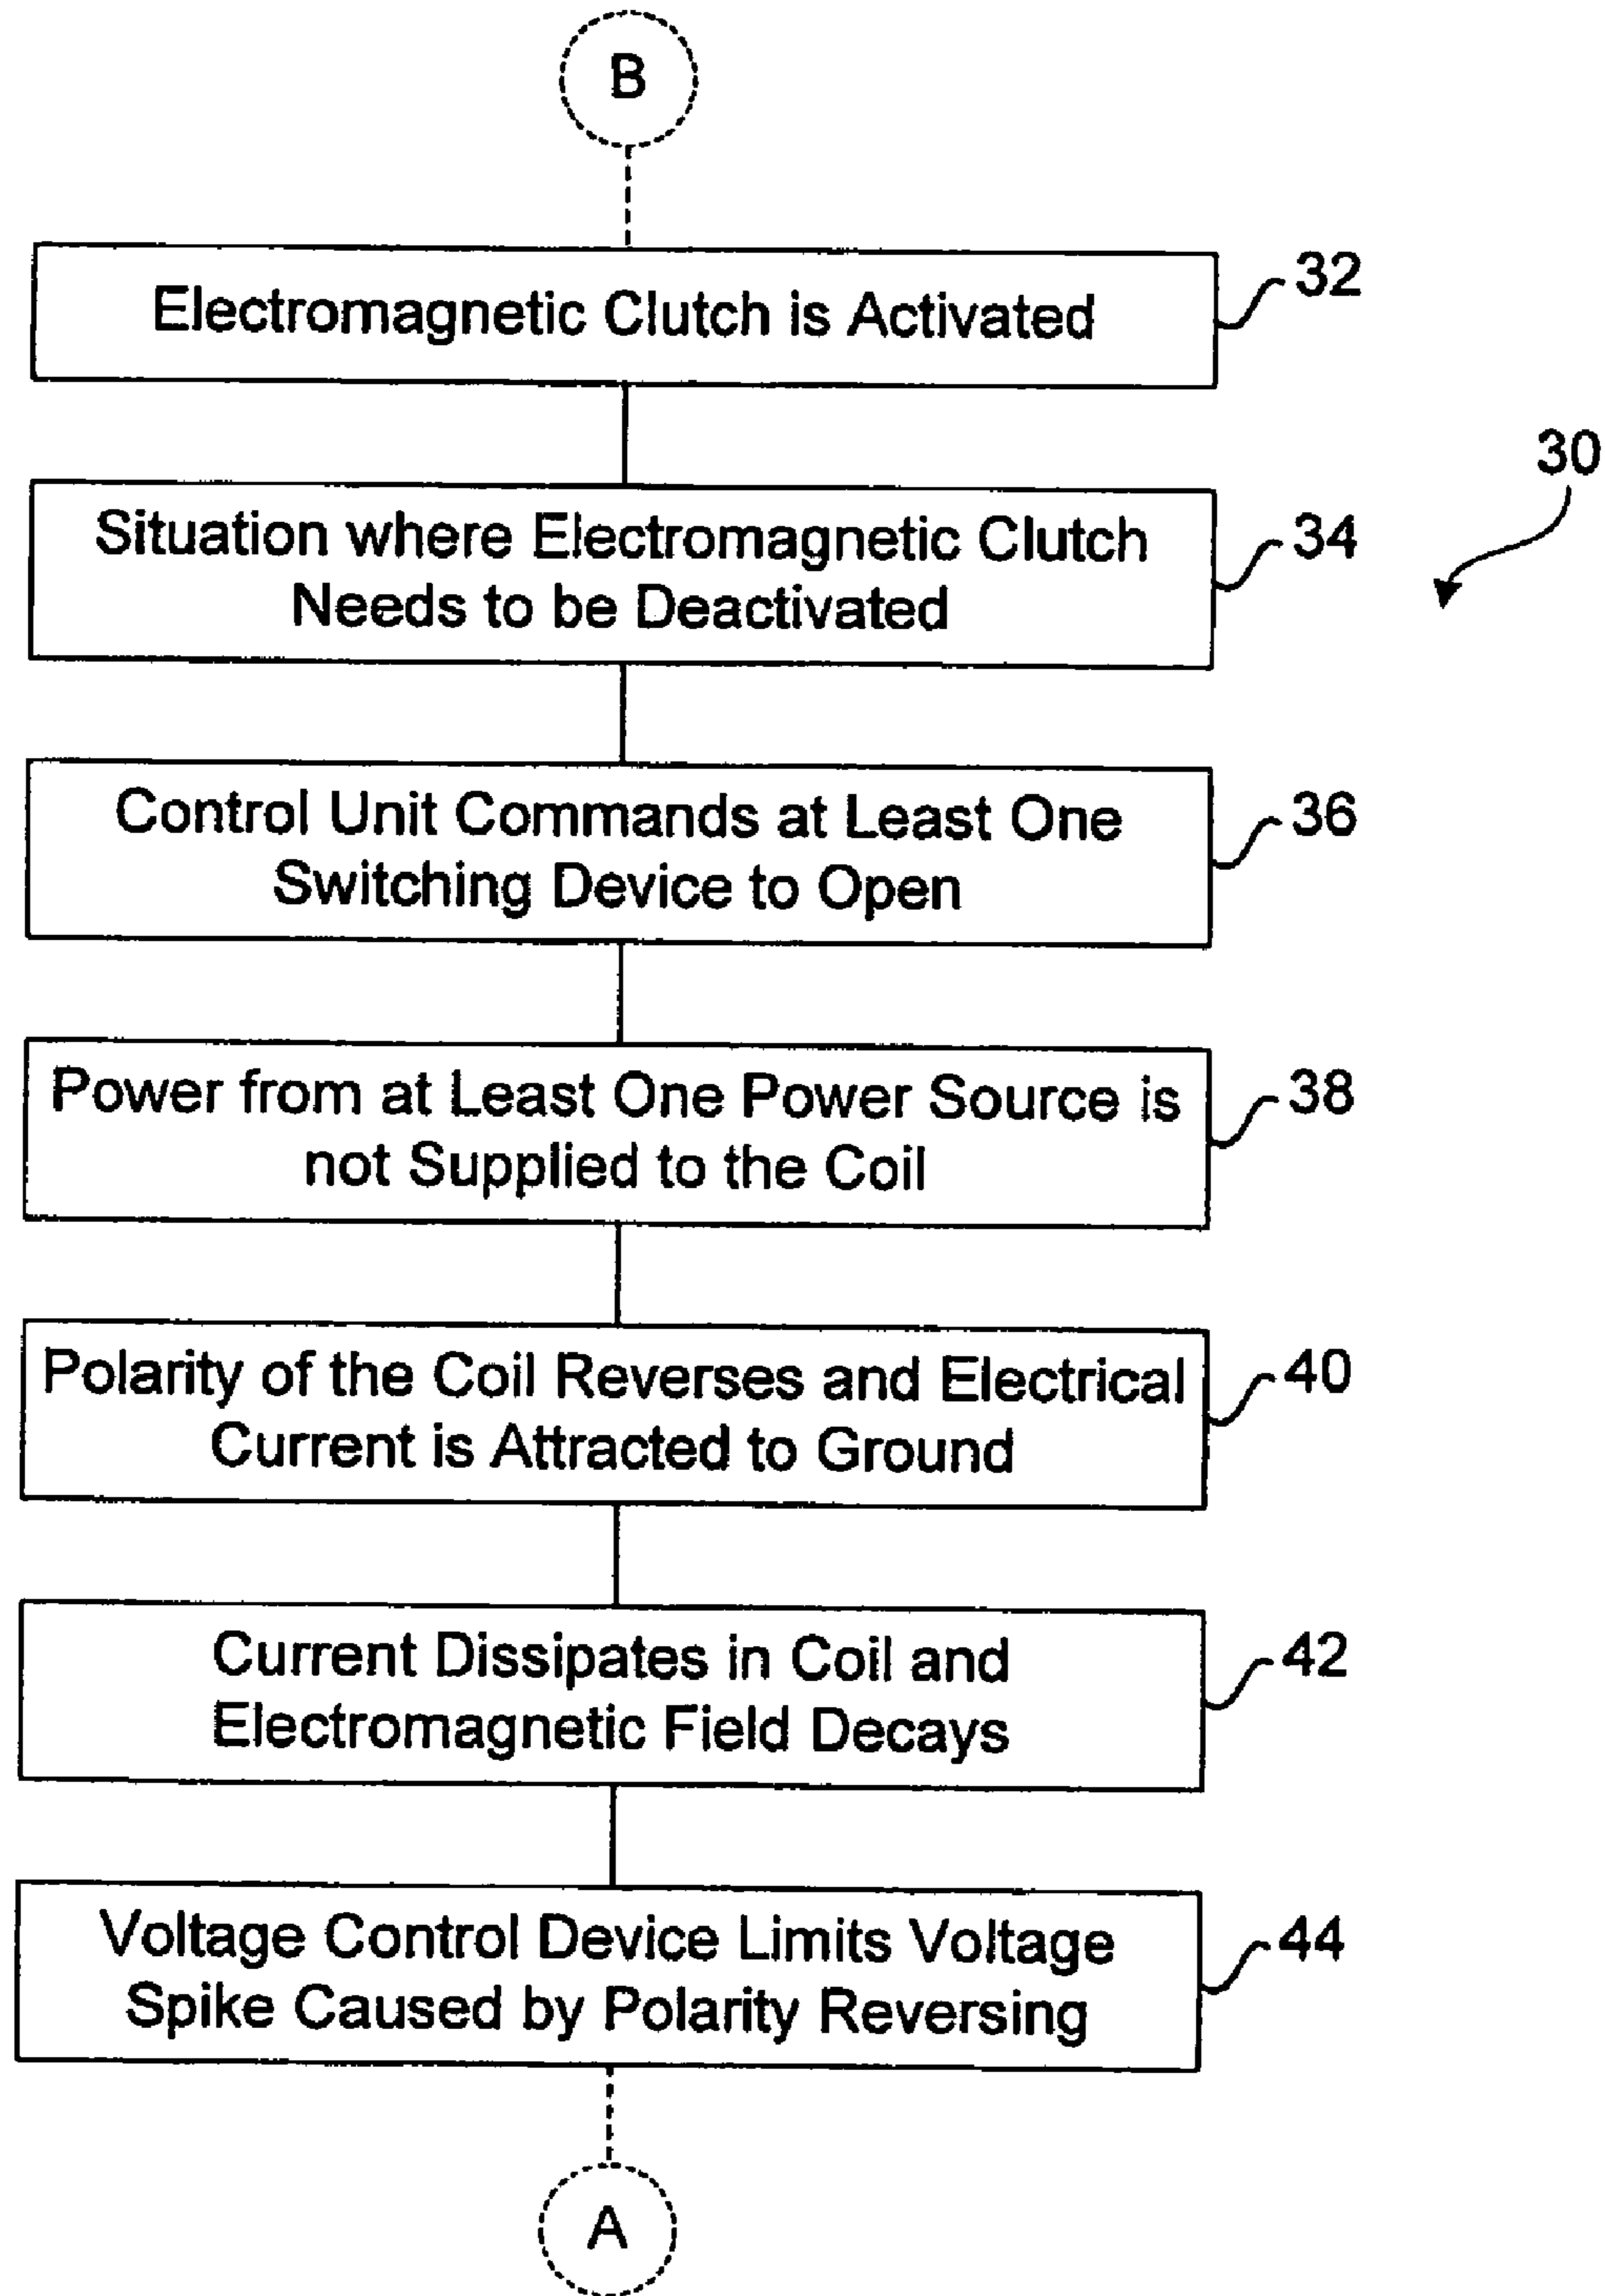 B
Electromagnetic Clutch is Activated
32
30
Situation where Electromagnetic Clutch
Needs to be Deactivated
34
Control Unit Commands at Least One
Switching Device to Open
36
Power from at Least One Power Source is
not Supplied to the Coil
38
Polarity of the Coil Reverses and Electrical
Current is Attracted to Ground
40
Current Dissipates in Coil and
Electromagnetic Field Decays
42
Voltage Control Device Limits Voltage
Spike Caused by Polarity Reversing
44
A